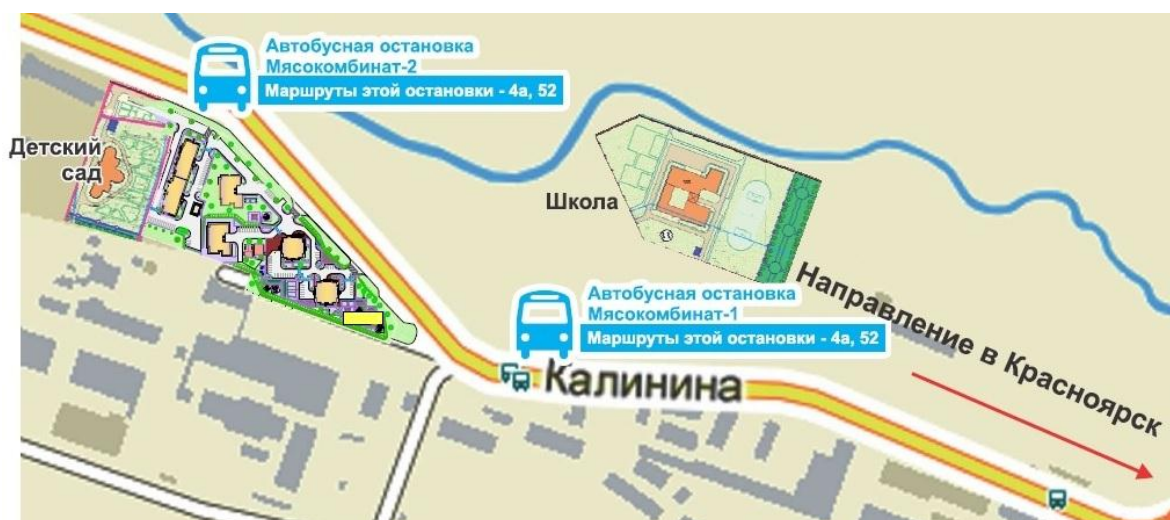 Автобусная остановка
Мясокомбинат-2
Маршруты этой остановки - 4а, 52
Детский
сад
Школа
Автобусная остановка
Мясокомбинат-1
Маршруты этой остановки - 4а, 52
Направление в Красноярск
Калинина